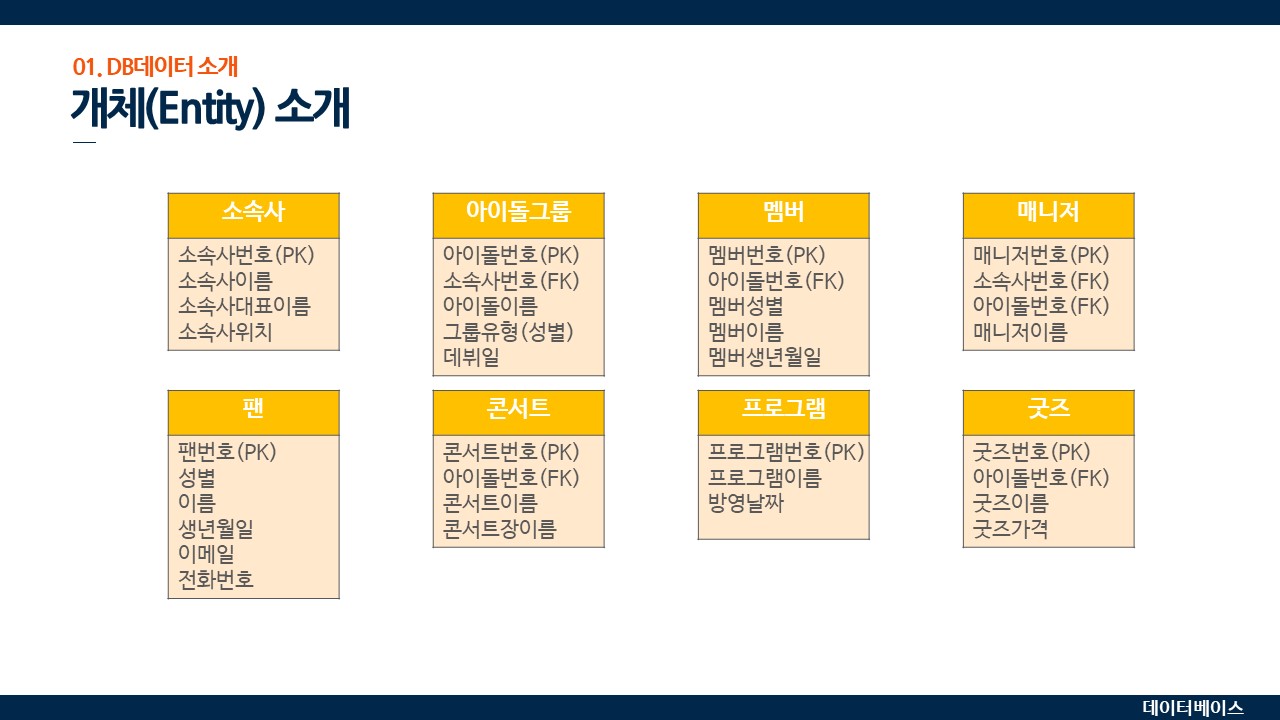 01. DB데이터 소개
개체(Entity) 소개
소속사
소속사번호(PK)
소속사이름
소속사대표이름
소속사위치
아이돌그룹
아이돌번호(PK)
소속사번호(FK)
아이돌이름
그룹유형(성별)
데뷔일
멤버
멤버번호(PK)
아이돌번호(FK)
멤버성별
멤버이름
멤버생년월일
매니저
매니저번호(PK)
소속사번호(FK)
아이돌번호(FK)
매니저이름
팬
팬번호(PK)
성별
이름
생년월일
이메일
전화번호
콘서트
콘서트번호(PK)
아이돌번호(FK)
콘서트이름
콘서트장이름
프로그램
프로그램번호(PK)
프로그램이름
방영날짜
굿즈
굿즈번호(PK)
아이돌번호(FK)
굿즈이름
굿즈가격
데이터베이스